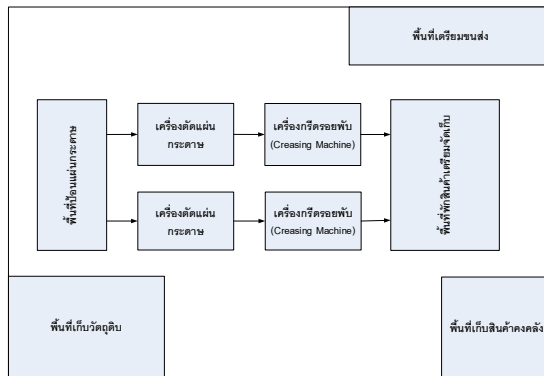 พื้นที่เตรียมขนส่ง
พื้นที่ป้อนแผ่นกระดาษ
เครื่องตัดแผ่น
กระดาษ
เครื่องกรีดรอยพับ
(Creasing Machine)
พื้นที่พักสินค้าเตรียมจัดเก็บ
เครื่องตัดแผ่น
กระดาษ
เครื่องกรีดรอยพับ
(Creasing Machine)
พื้นที่เก็บวัตถุดิบ
พื้นที่เก็บสินค้าคงคลัง